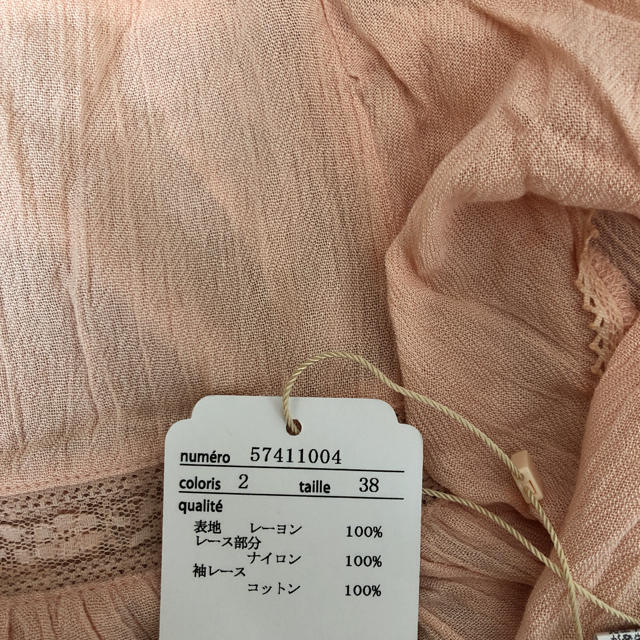 numéro 57411004
coloris 2 taille 38
qualité
表地 レーヨン 100%
レース部分
ナイロン 100%
袖レース
コットン 100%